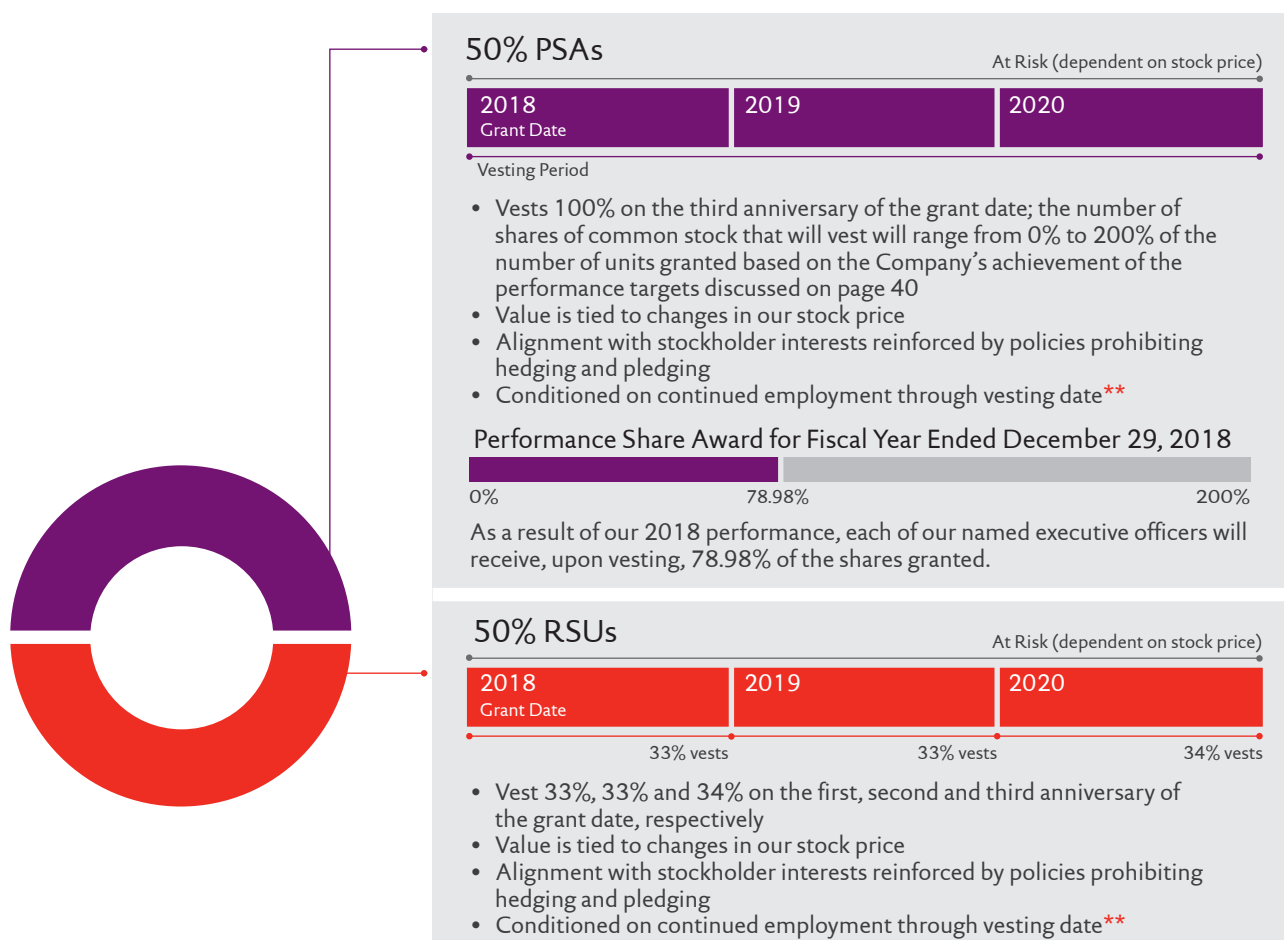 50% PSAs
At Risk (dependent on stock price)
2018
Grant Date
2019
2020
Vesting Period
• Vests 100% on the third anniversary of the grant date; the number of
shares of common stock that will vest will range from 0% to 200% of the
number of units granted based on the Company’s achievement of the
performance targets discussed on page 40
• Value is tied to changes in our stock price
• Alignment with stockholder interests reinforced by policies prohibiting
hedging and pledging
• Conditioned on continued employment through vesting date**
Performance Share Award for Fiscal Year Ended December 29, 2018
0% 78.98% 200%
As a result of our 2018 performance, each of our named executive officers will
receive, upon vesting, 78.98% of the shares granted.
50% RSUs
At Risk (dependent on stock price)
2018
Grant Date
2019
2020
33% vests 33% vests 34% vests
• Vest 33%, 33% and 34% on the first, second and third anniversary of
the grant date, respectively
• Value is tied to changes in our stock price
• Alignment with stockholder interests reinforced by policies prohibiting
hedging and pledging
• Conditioned on continued employment through vesting date**